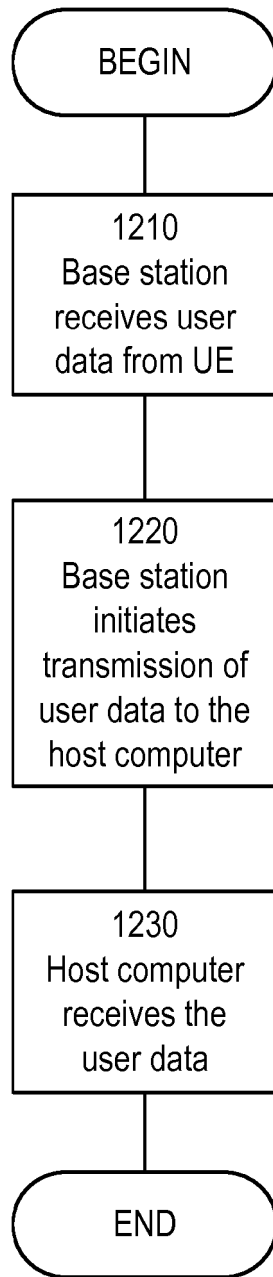 BEGIN
1210
Base station
receives user
data from UE
1220
Base station
initiates
transmission of
user data to the
host computer
1230
Host computer
receives the
user data
END